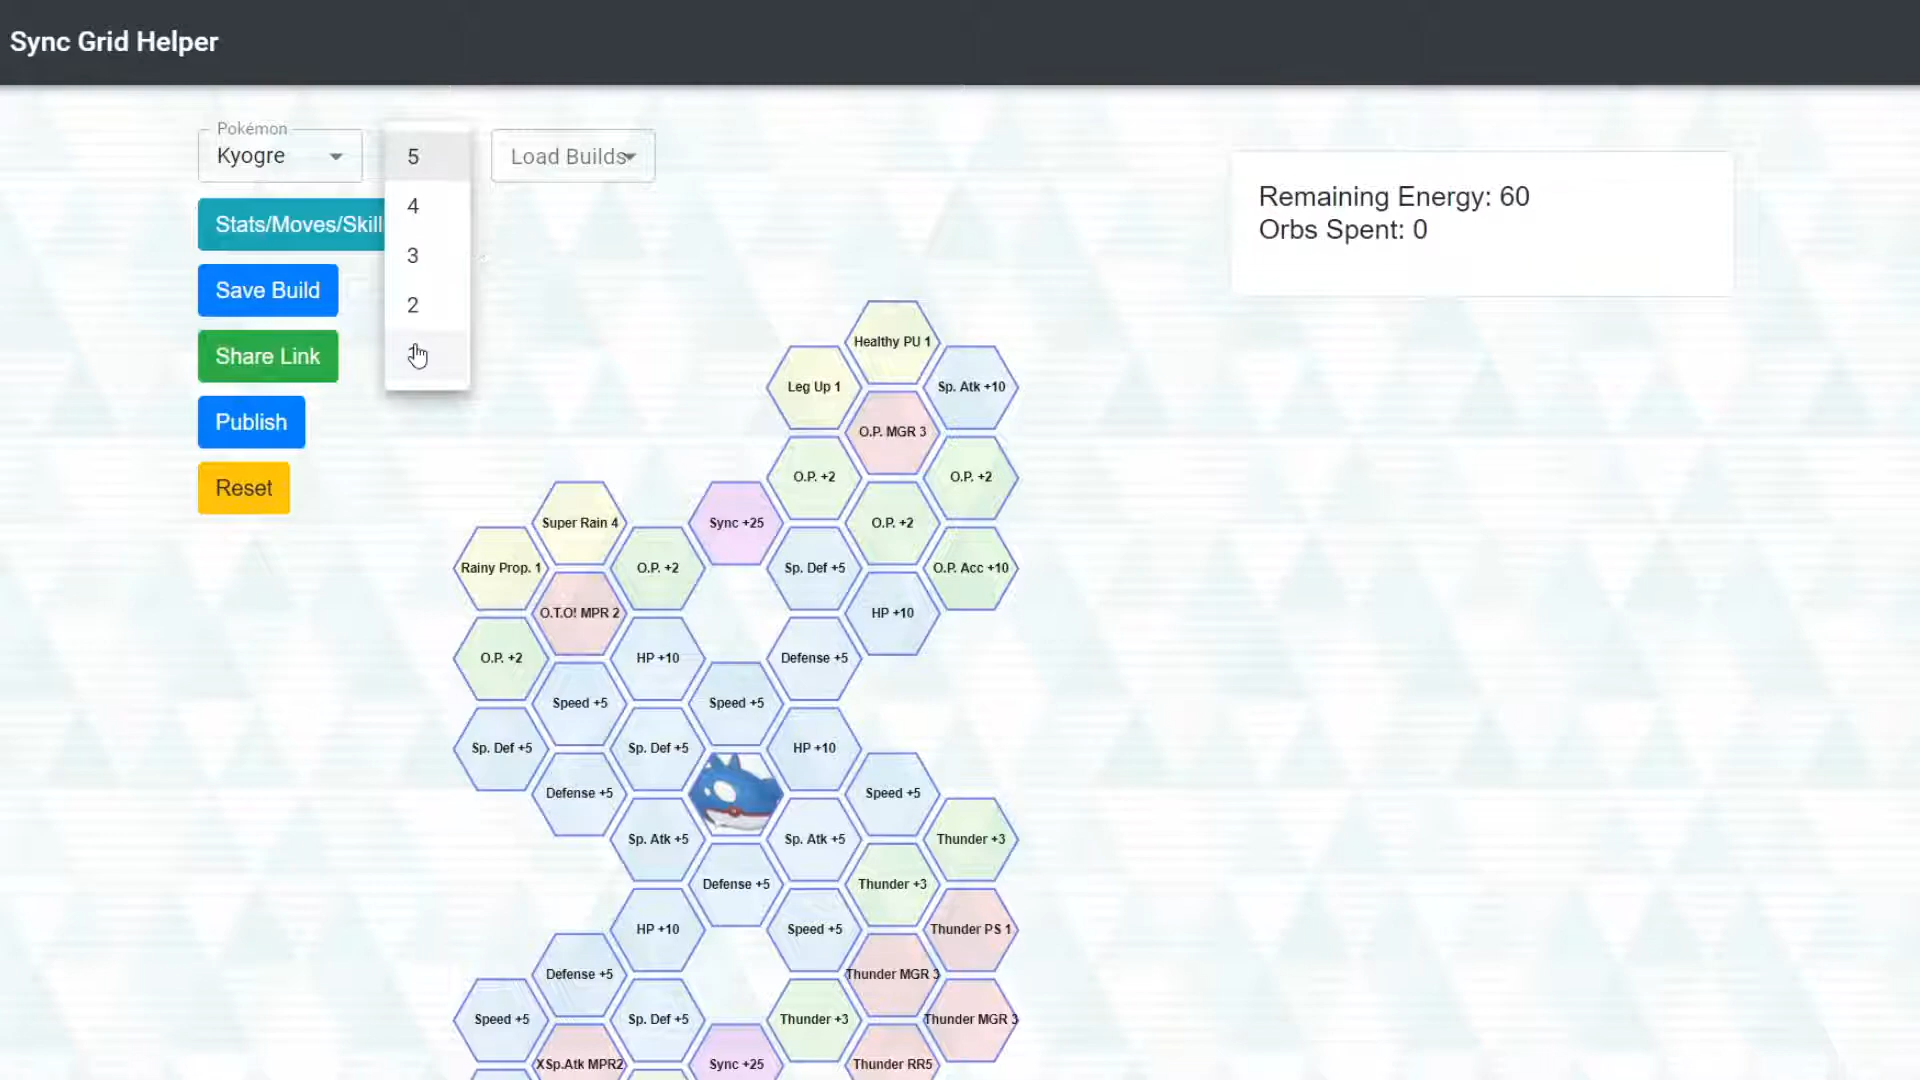 Sync Grid Helper
Pokémon
Kyogre
5
4
3
2
Load Builds
Stats/Moves/Skill
Save Build
Share Link
Publish
Reset
Remaining Energy: 60
Orbs Spent: 0
Healthy PU 1
Leg Up 1
Sp. Atk +10
O.P. MGR 3
O.P. +2
O.P. +2
Super Rain 4
Sync +25
O.P. +2
Rainy Prop. 1
O.P. +2
Sp. Def +5
O.P. Acc +10
O.T.O! MPR 2
HP +10
O.P. +2
HP +10
Defense +5
Speed +5
Speed +5
Sp. Def +5
Sp. Def +5
HP +10
Defense +5
Speed +5
Sp. Atk +5
Sp. Atk +5
Thunder +3
Defense +5
Thunder +3
HP +10
Speed +5
Thunder PS 1
Defense +5
Thunder MGR 3
Speed +5
Sp. Def +5
Thunder +3
Thunder MGR 3
XSp.Atk MPR2
Sync +25
Thunder RR5